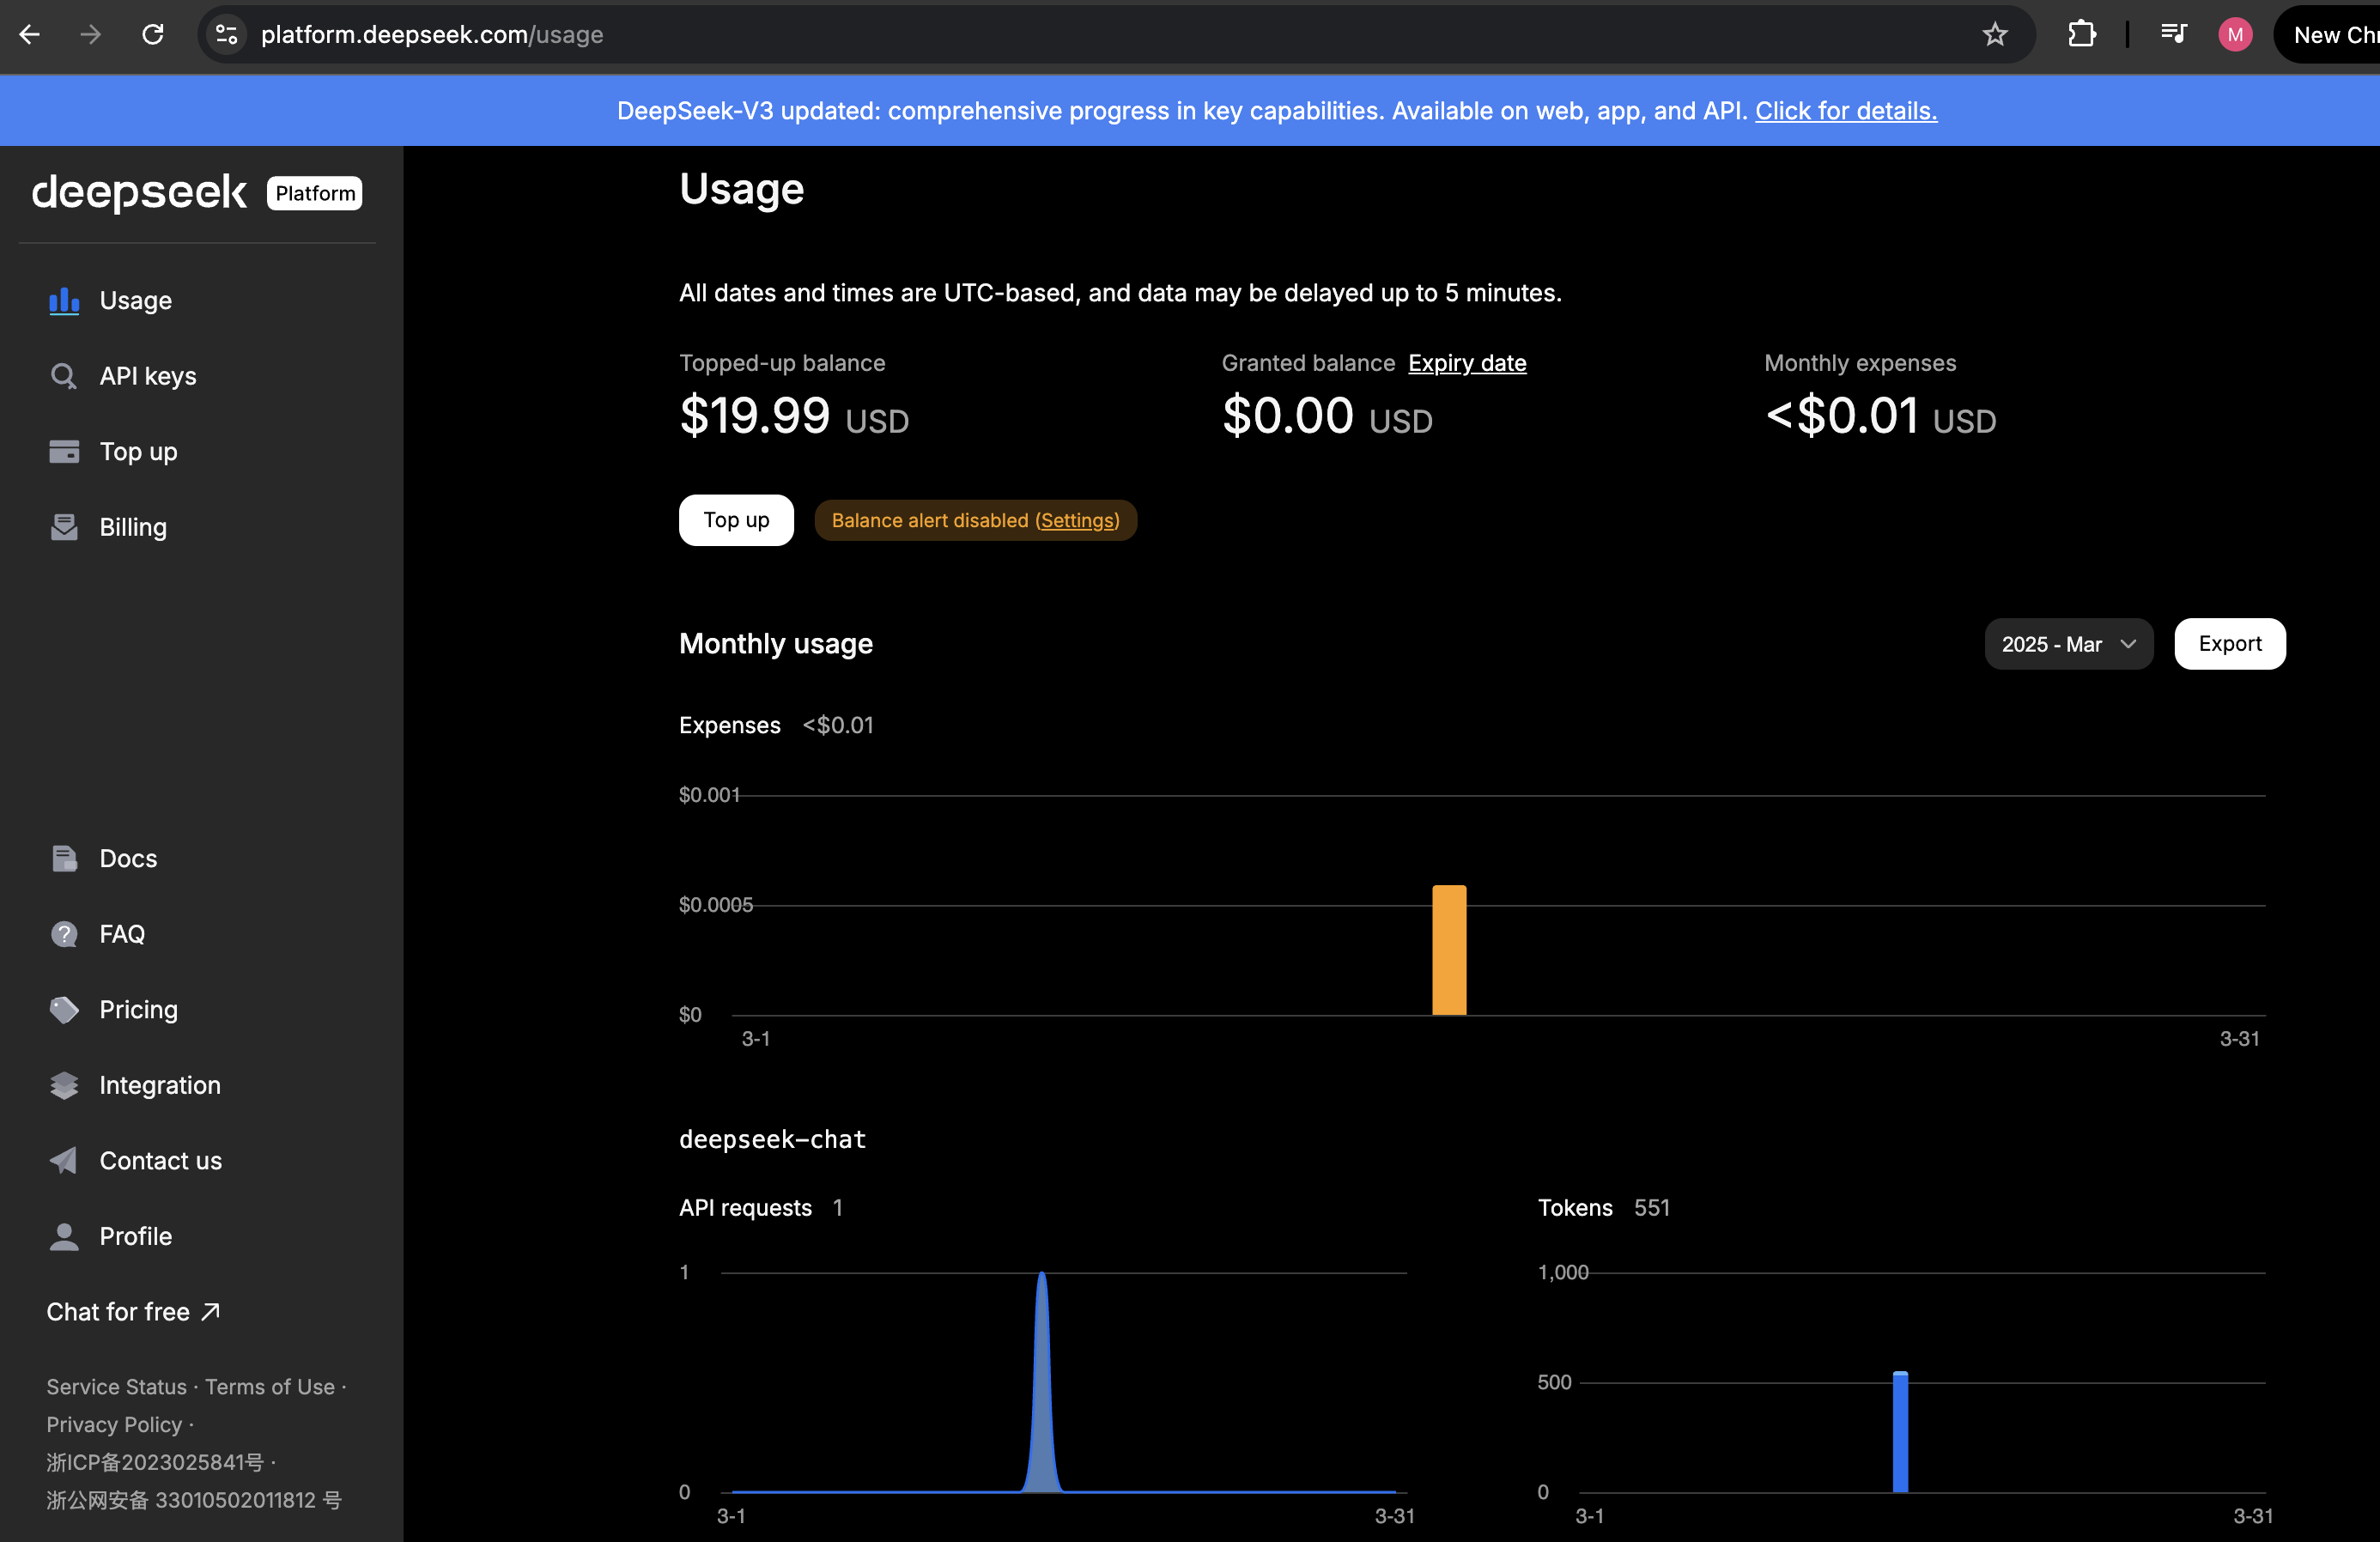 platform.deepseek.com/usage
M
New Chr
DeepSeek-V3 updated: comprehensive progress in key capabilities. Available on web, app, and API. Click for details.
deepseek Platform
Usage
API keys
Top up
Billing
Docs
FAQ
Pricing
Integration
Contact us
Profile
Chat for free
Service Status · Terms of Use ·
Privacy Policy ·
浙ICP备2023025841号 ·
浙公网安备 33010502011812 号
Usage
All dates and times are UTC-based, and data may be delayed up to 5 minutes.
Topped-up balance
$19.99 USD
Granted balance Expiry date
$0.00 USD
Monthly expenses
<$0.01 USD
Top up
Balance alert disabled (Settings)
Monthly usage
2025 - Mar
Export
Expenses <$0.01
$0.001
$0.0005
$0
3-1
3-31
deepseek-chat
API requests 1
1
0
3-1
3-31
Tokens 551
1,000
500
0
3-1
3-31